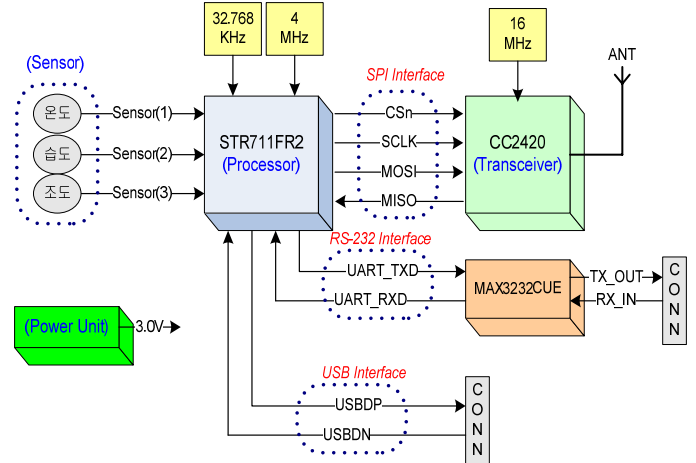 32.768
KHz
4
MHz
16
MHz
(Sensor)
SPI Interface
ANT
온도
Sensor(1)
습도
Sensor(2)
조도
Sensor(3)
STR711FR2
(Processor)
CSn
SCLK
MOSI
MISO
CC2420
(Transceiver)
RS-232 Interface
UART_TXD
UART_RXD
MAX3232CUE
TX_OUT
RX_IN
C
O
N
N
(Power Unit)
3.0V
USB Interface
USBDP
USBDN
C
O
N
N